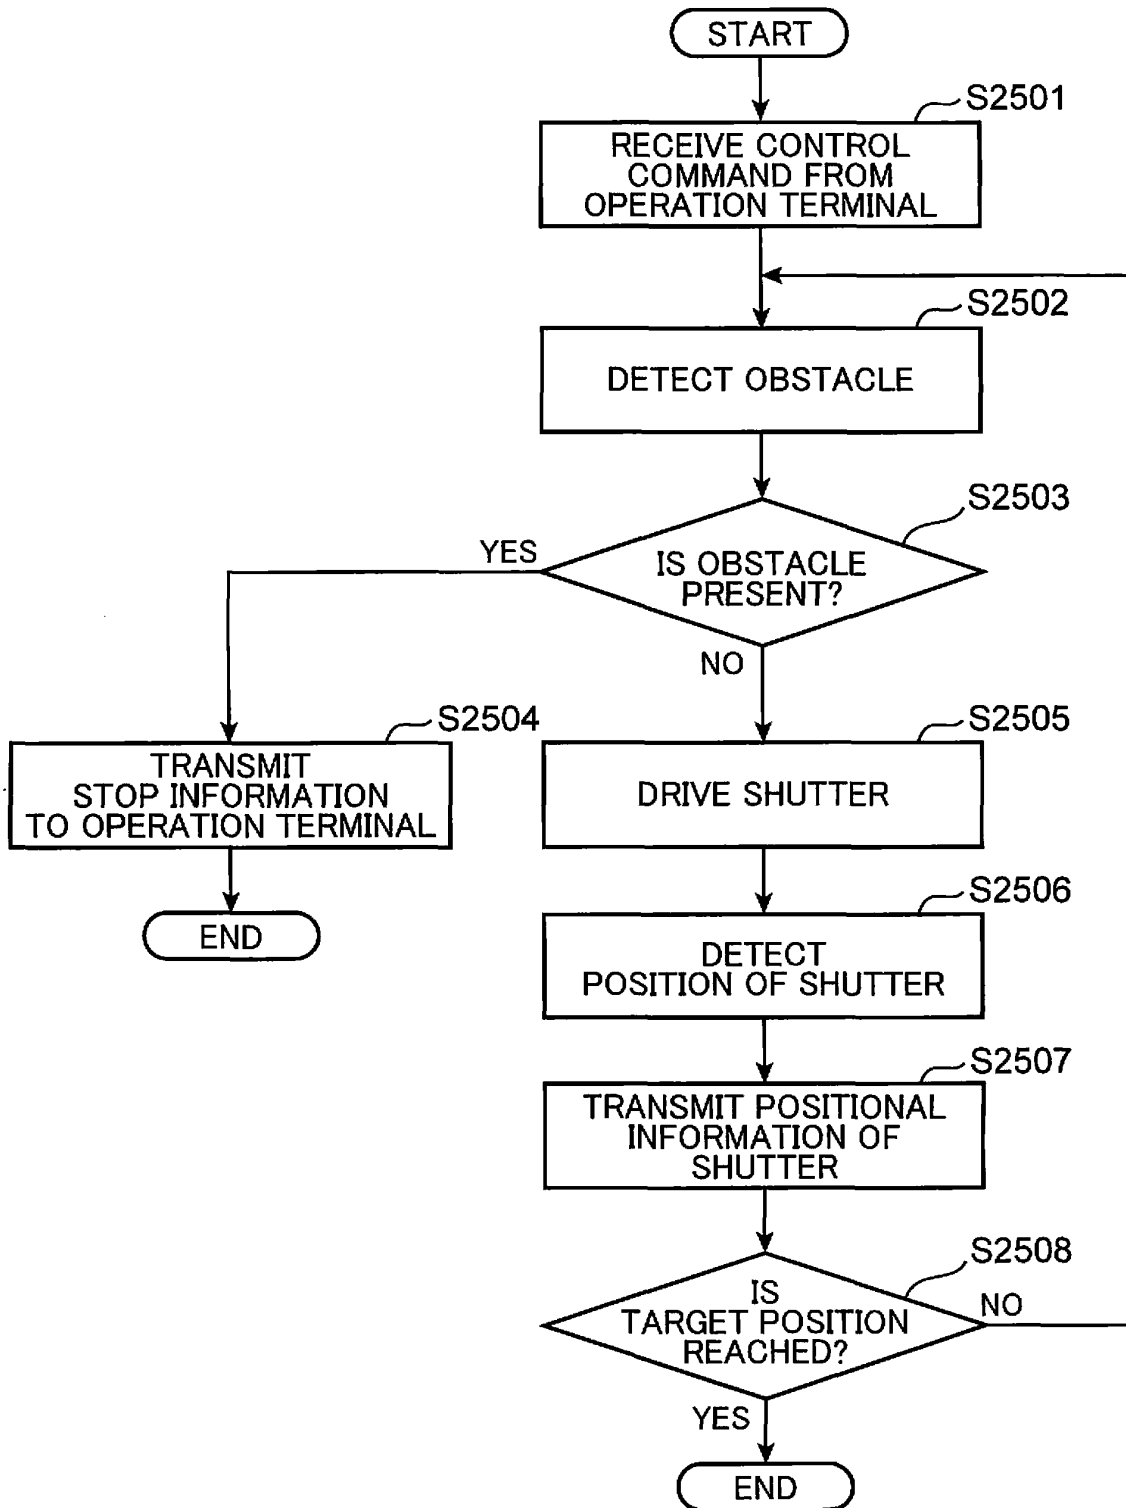 START
S2501
RECEIVE CONTROL
COMMAND FROM
OPERATION TERMINAL
S2502
DETECT OBSTACLE
S2503
YES
IS OBSTACLE
PRESENT?
NO
S2504
TRANSMIT
STOP INFORMATION
TO OPERATION TERMINAL
END
S2505
DRIVE SHUTTER
S2506
DETECT
POSITION OF SHUTTER
S2507
TRANSMIT POSITIONAL
INFORMATION OF
SHUTTER
S2508
IS
TARGET POSITION
REACHED?
NO
YES
END